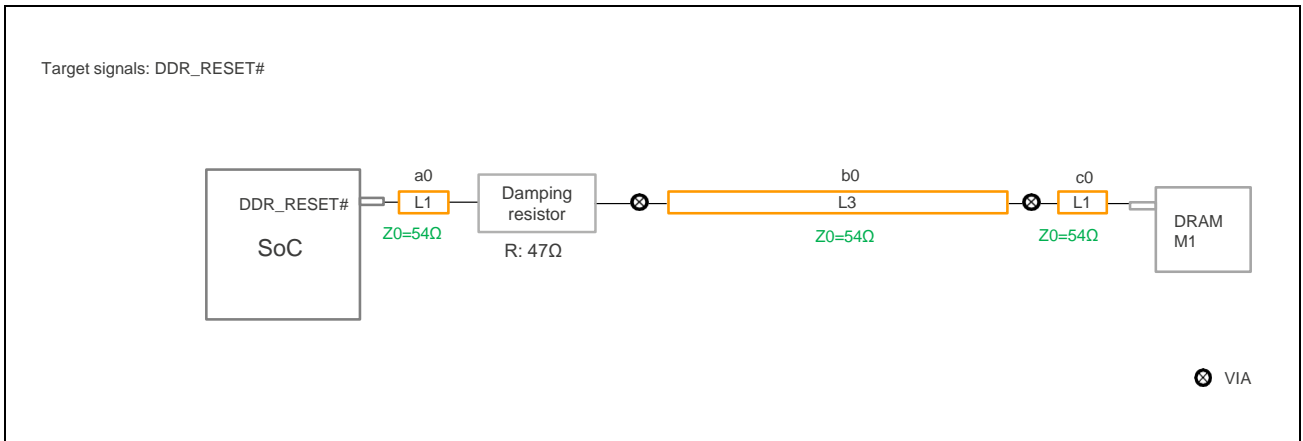 Target signals: DDR_RESET#
a0
b0
c0
DDR_RESET#
L1
Damping
resistor
L3
L1
DRAM
M1
SoC
Z0=54Ω
R: 47Ω
Z0=54Ω
Z0=54Ω
VIA